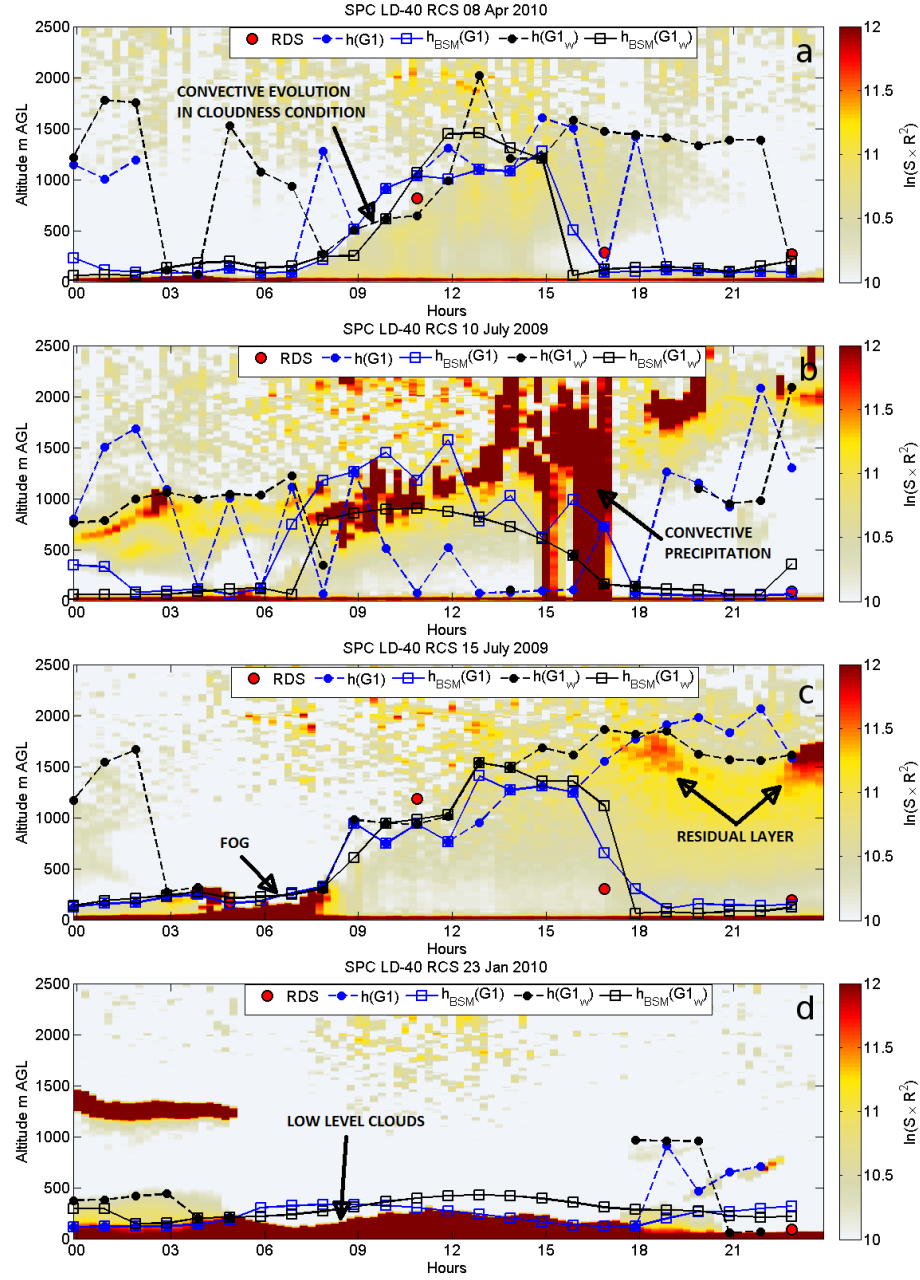 SPC LD-40 RCS 08 Apr 2010
a
RDS h(G1) h_BSM(G1) h(G1_w) h_BSM(G1_w)
CONVECTIVE EVOLUTION
IN CLOUDNESS CONDITION
Altitude m AGL
2500
2000
1500
1000
500
0
00 03 06 09 12 15 18 21
Hours
12
11.5
11
10.5
10
ln(S × R²)
SPC LD-40 RCS 10 July 2009
b
RDS h(G1) h_BSM(G1) h(G1_w) h_BSM(G1_w)
CONVECTIVE
PRECIPITATION
Altitude m AGL
2500
2000
1500
1000
500
0
00 03 06 09 12 15 18 21
Hours
12
11.5
11
10.5
10
ln(S × R²)
SPC LD-40 RCS 15 July 2009
c
RDS h(G1) h_BSM(G1) h(G1_w) h_BSM(G1_w)
FOG
RESIDUAL LAYER
Altitude m AGL
2500
2000
1500
1000
500
0
00 03 06 09 12 15 18 21
Hours
12
11.5
11
10.5
10
ln(S × R²)
SPC LD-40 RCS 23 Jan 2010
d
RDS h(G1) h_BSM(G1) h(G1_w) h_BSM(G1_w)
LOW LEVEL CLOUDS
Altitude m AGL
2500
2000
1500
1000
500
0
00 03 06 09 12 15 18 21
Hours
12
11.5
11
10.5
10
ln(S × R²)